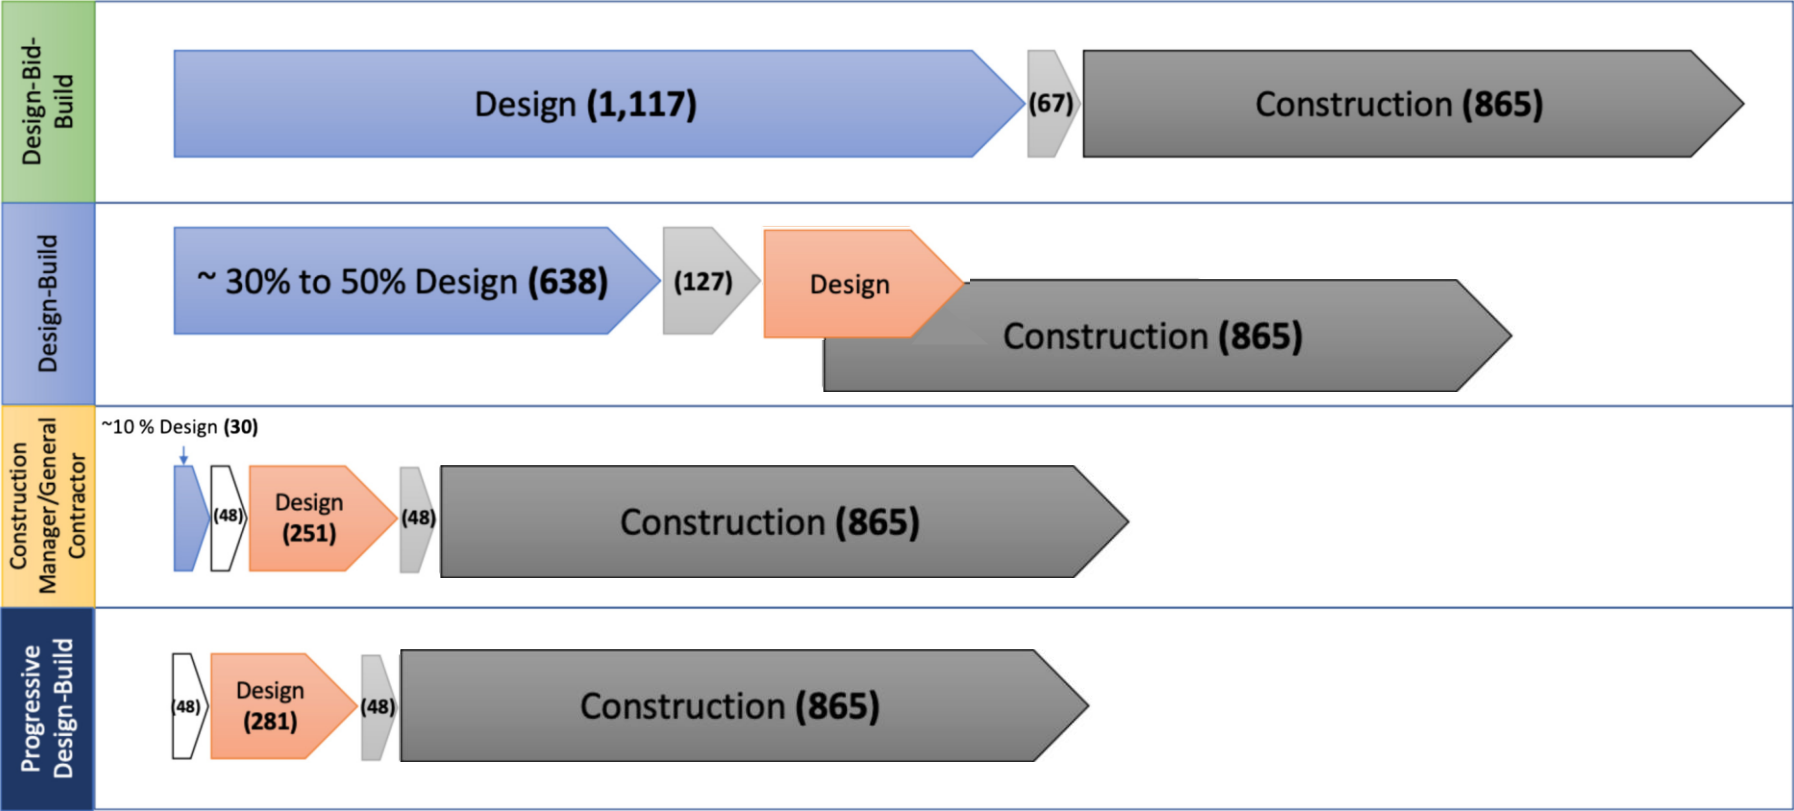 Design-Bid-
Build
Design (1,117)
(67)
Construction (865)
Design-Build
~ 30% to 50% Design (638)
(127)
Design
Construction (865)
Construction
Manager/General
Contractor
~10 % Design (30)
(48)
Design
(251)
(48)
Construction (865)
Progressive
Design-Build
(48)
Design
(281)
(48)
Construction (865)